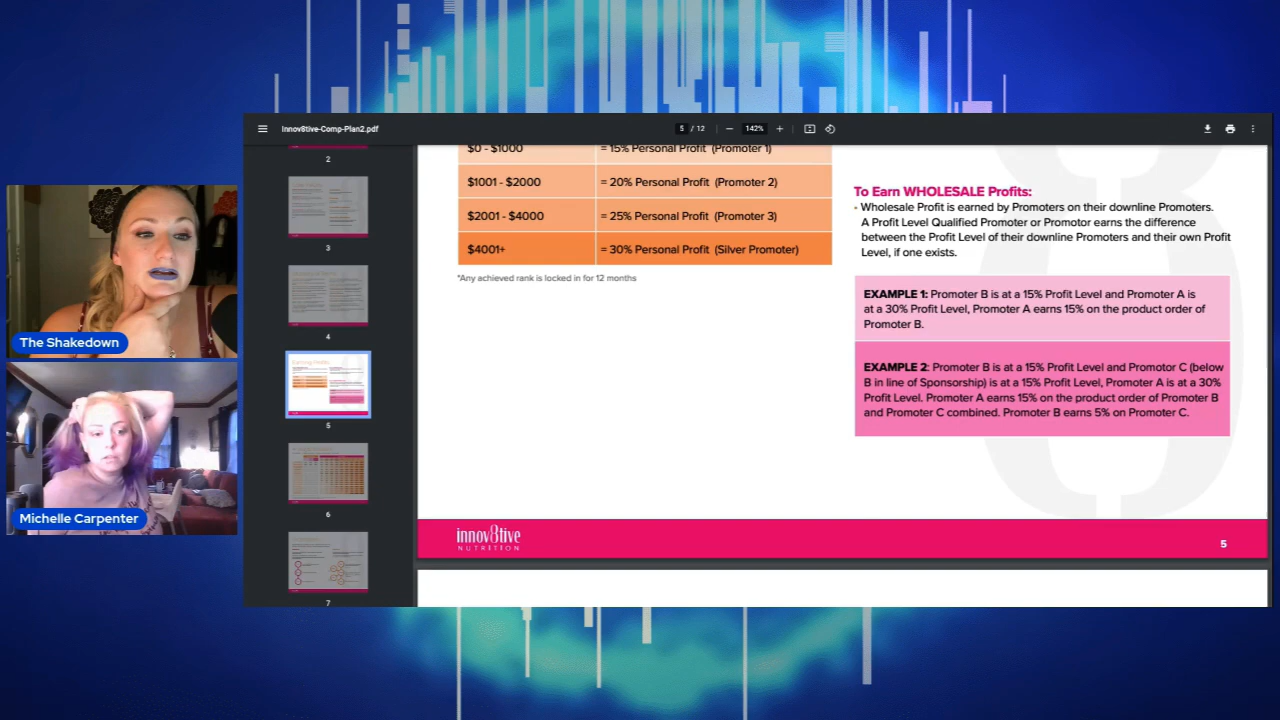 Innov8tive-Comp-Plan2.pdf
5 / 12
142%
2
3
4
5
6
7
$0 - $1000 = 15% Personal Profit (Promoter 1)
$1001 - $2000 = 20% Personal Profit (Promoter 2)
$2001 - $4000 = 25% Personal Profit (Promoter 3)
$4001+ = 30% Personal Profit (Silver Promoter)
*Any achieved rank is locked in for 12 months
To Earn WHOLESALE Profits:
• Wholesale Profit is earned by Promoters on their downline Promoters.
A Profit Level Qualified Promoter or Promotor earns the difference
between the Profit Level of their downline Promoters and their own Profit
Level, if one exists.
EXAMPLE 1: Promoter B is at a 15% Profit Level and Promoter A is
at a 30% Profit Level, Promoter A earns 15% on the product order of
Promoter B.
EXAMPLE 2: Promoter B is at a 15% Profit Level and Promotor C (below
B in line of Sponsorship) is at a 15% Profit Level, Promoter A is at a 30%
Profit Level. Promoter A earns 15% on the product order of Promoter B
and Promoter C combined. Promoter B earns 5% on Promoter C.
innov8tive
NUTRITION
5
The Shakedown
Michelle Carpenter